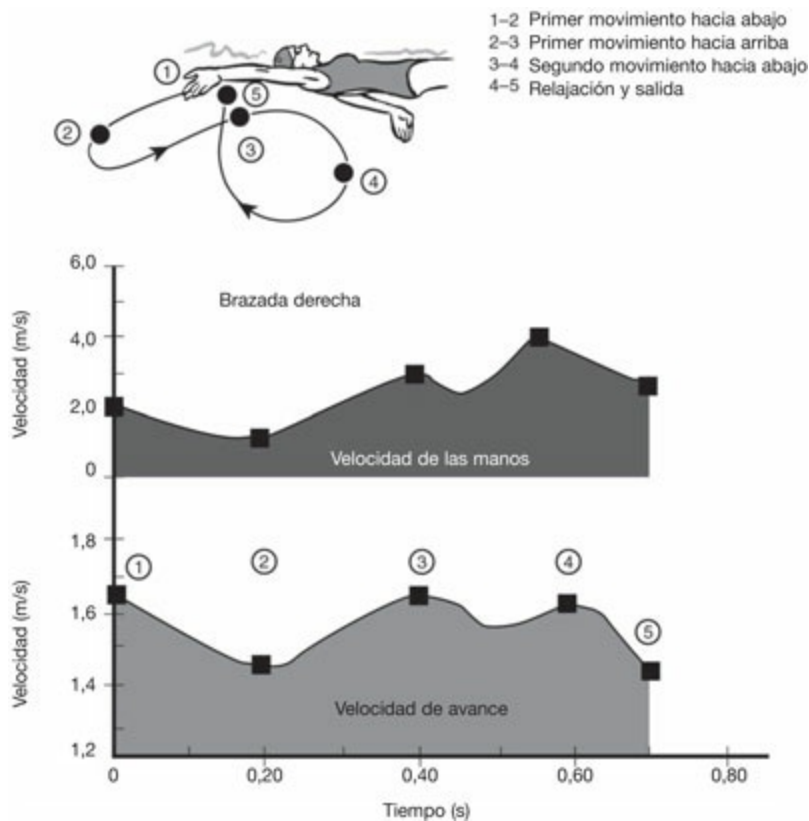 1–2 Primer movimiento hacia abajo
2–3 Primer movimiento hacia arriba
3–4 Segundo movimiento hacia abajo
4–5 Relajación y salida
1
5
2
3
4
6,0
Brazada derecha
4,0
Velocidad (m/s)
2,0
Velocidad de las manos
0
1,8
1
2
3
4
Velocidad (m/s)
1,6
5
1,4
Velocidad de avance
1,2
0
0,20
0,40
0,60
0,80
Tiempo (s)